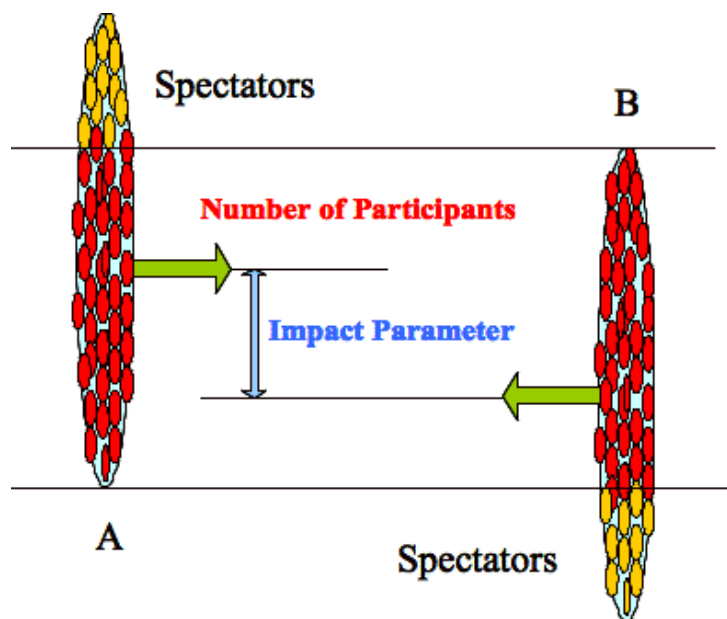 Spectators
B
Number of Participants
Impact Parameter
A
Spectators